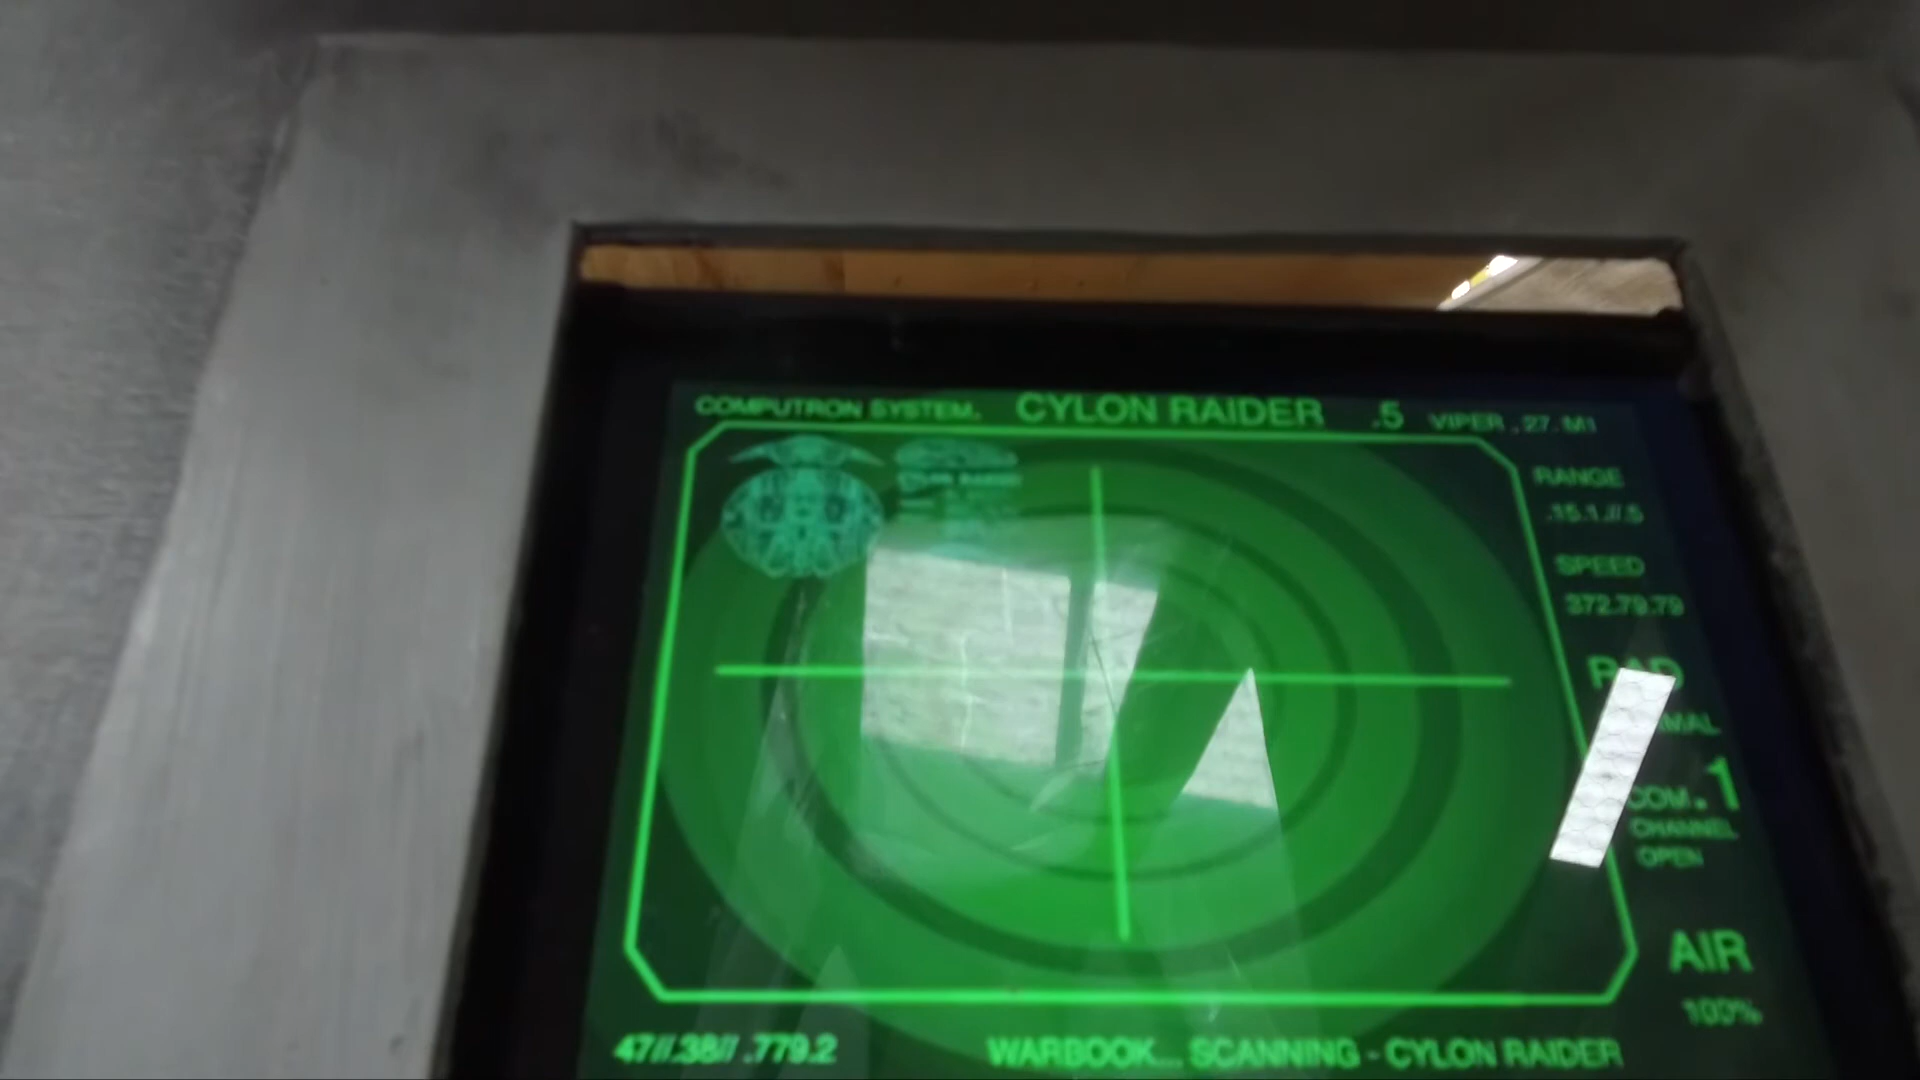 COMPUTRON SYSTEM. CYLON RAIDER .5 VIPER . 27. M1
RANGE
.15.1.//.5
SPEED
372.79.79
COM.1
CHANNEL
OPEN
AIR
100%
47//.38// .779.2
WARBOOK... SCANNING - CYLON RAIDER